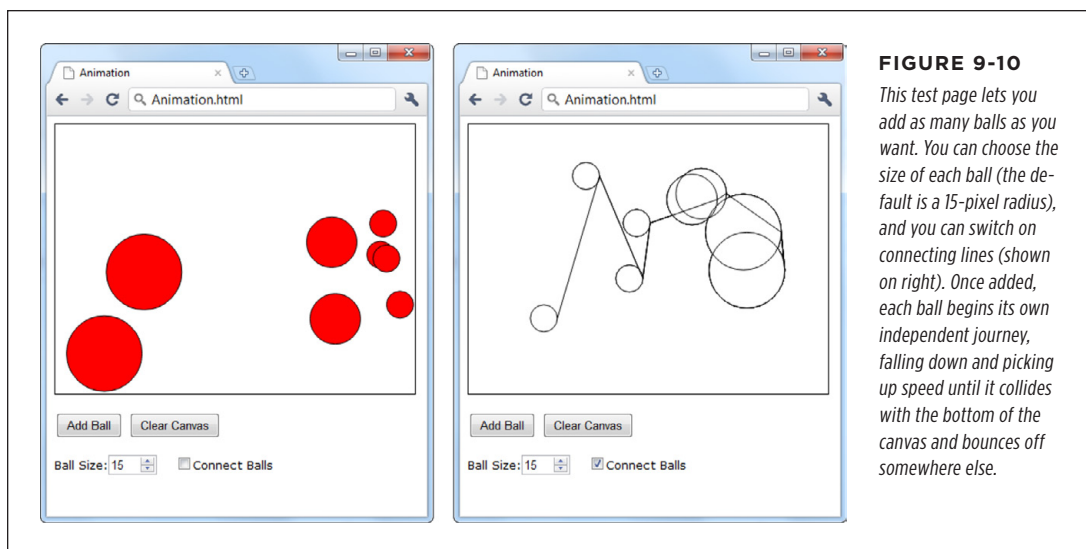 Animation
Animation.html
Add Ball
Clear Canvas
Ball Size: 15
Connect Balls
Animation
Animation.html
Add Ball
Clear Canvas
Ball Size: 15
Connect Balls
FIGURE 9-10
This test page lets you
add as many balls as you
want. You can choose the
size of each ball (the de-
fault is a 15-pixel radius),
and you can switch on
connecting lines (shown
on right). Once added,
each ball begins its own
independent journey,
falling down and picking
up speed until it collides
with the bottom of the
canvas and bounces off
somewhere else.